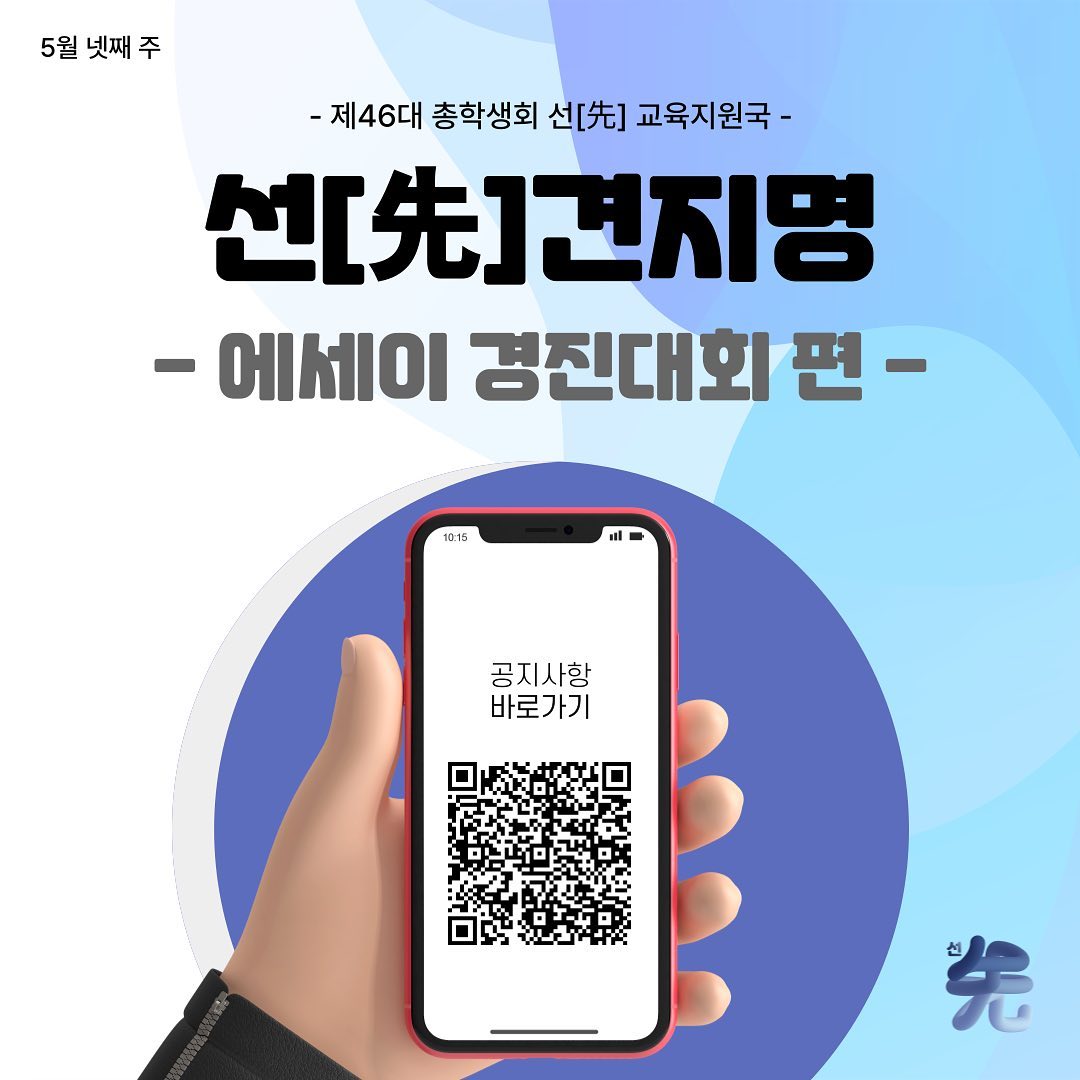 5월 넷째 주
- 제46대 총학생회 선[先] 교육지원국 -
선[先]견지명
- 에세이 경진대회 편 -
10:15
공지사항
바로가기
선 先